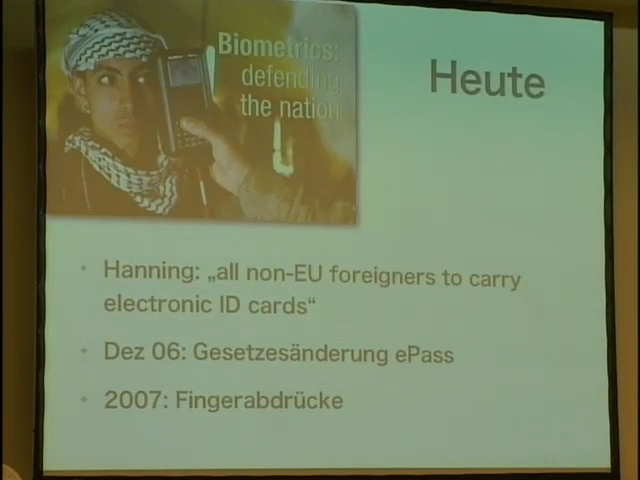 Biometrics:
defending
the nation
Heute
Hanning: „all non-EU foreigners to carry
electronic ID cards“
Dez 06: Gesetzesänderung ePass
2007: Fingerabdrücke